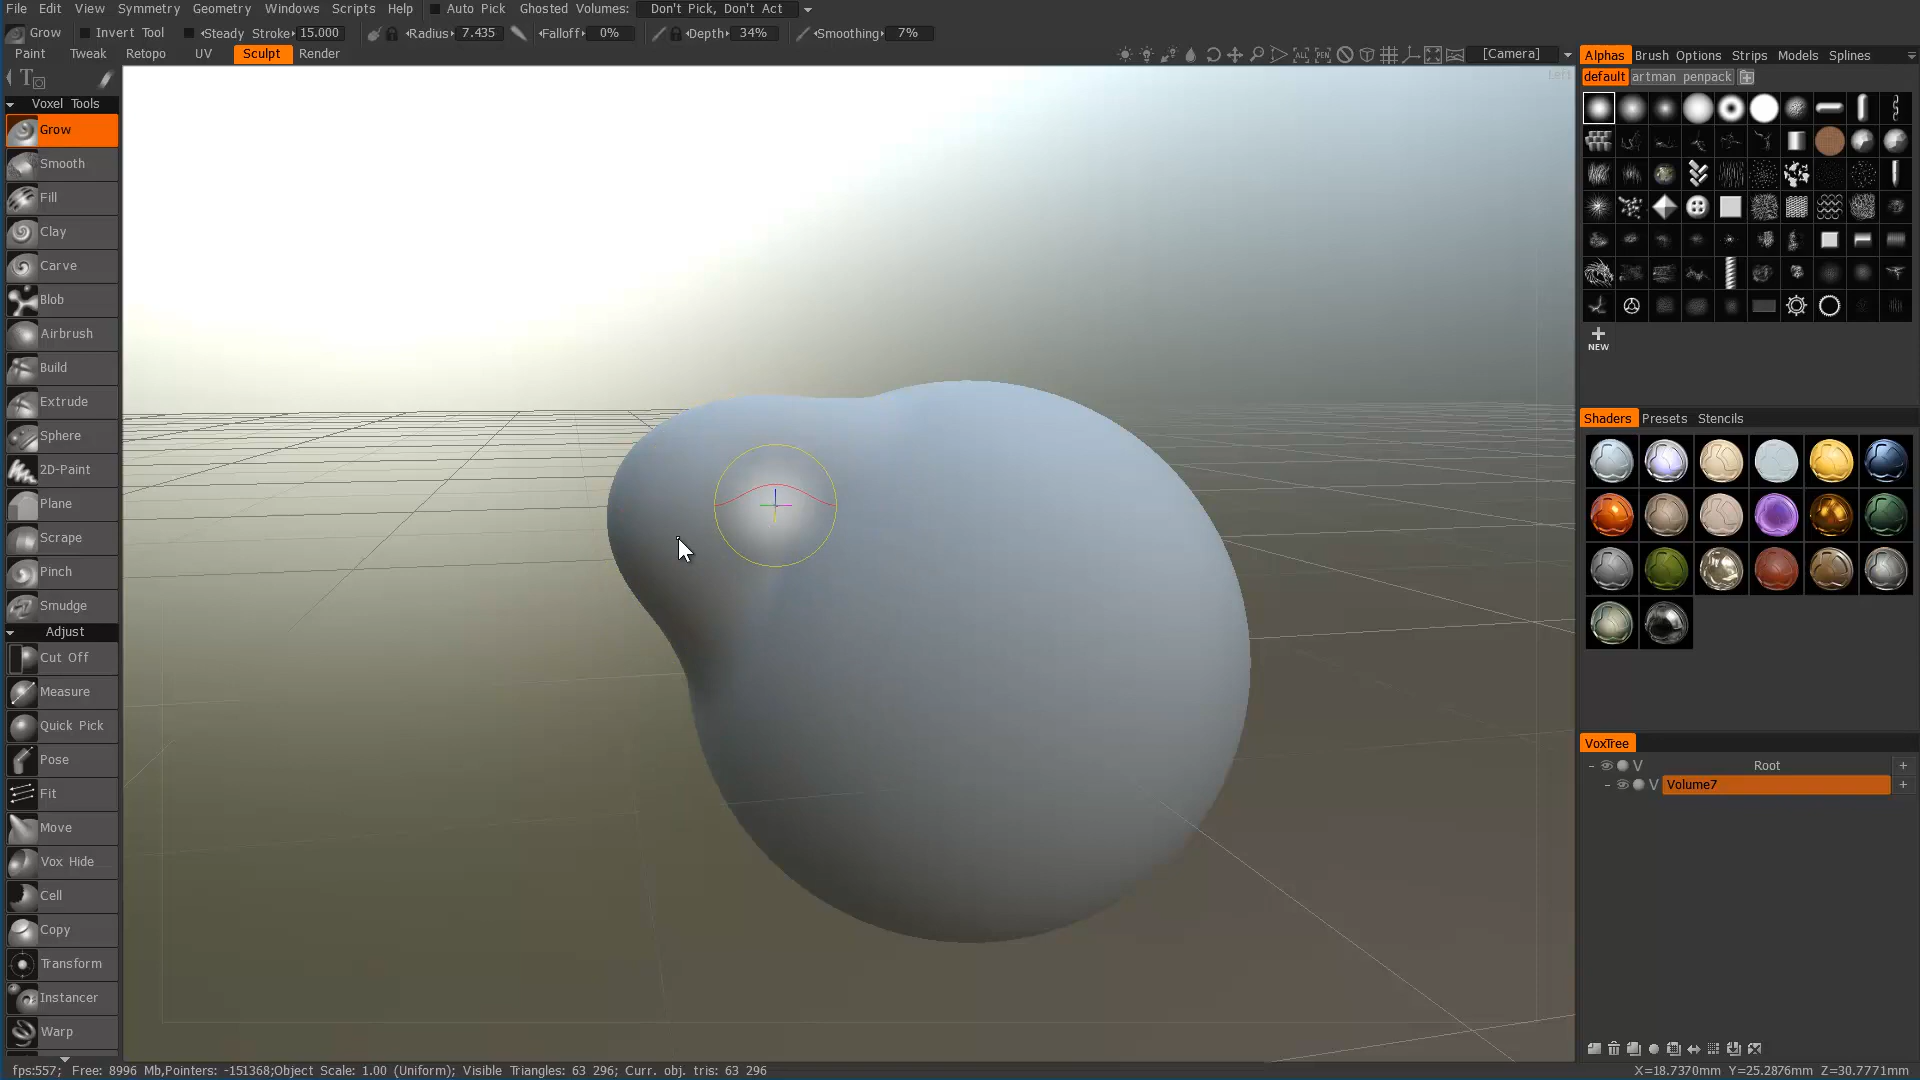 File Edit View Symmetry Geometry Windows Scripts Help Auto Pick Ghosted Volumes: Don't Pick, Don't Act
Grow Invert Tool Steady Stroke 15.000 Radius 7.435 Falloff 0% Depth 34% Smoothing 7%
Paint Tweak Retopo UV Sculpt Render [Camera]
Voxel Tools
Grow
Smooth
Fill
Clay
Carve
Blob
Airbrush
Build
Extrude
Sphere
2D-Paint
Plane
Scrape
Pinch
Smudge
Adjust
Cut Off
Measure
Quick Pick
Pose
Fit
Move
Vox Hide
Cell
Copy
Transform
Instancer
Warp
Left
Alphas Brush Options Strips Models Splines
default artman penpack
NEW
Shaders Presets Stencils
VoxTree
V Root +
V Volume7 +
fps:557; Free: 8996 Mb,Pointers: -151368;Object Scale: 1.00 (Uniform); Visible Triangles: 63 296; Curr. obj. tris: 63 296
X=18.7370mm Y=25.2876mm Z=30.7771mm